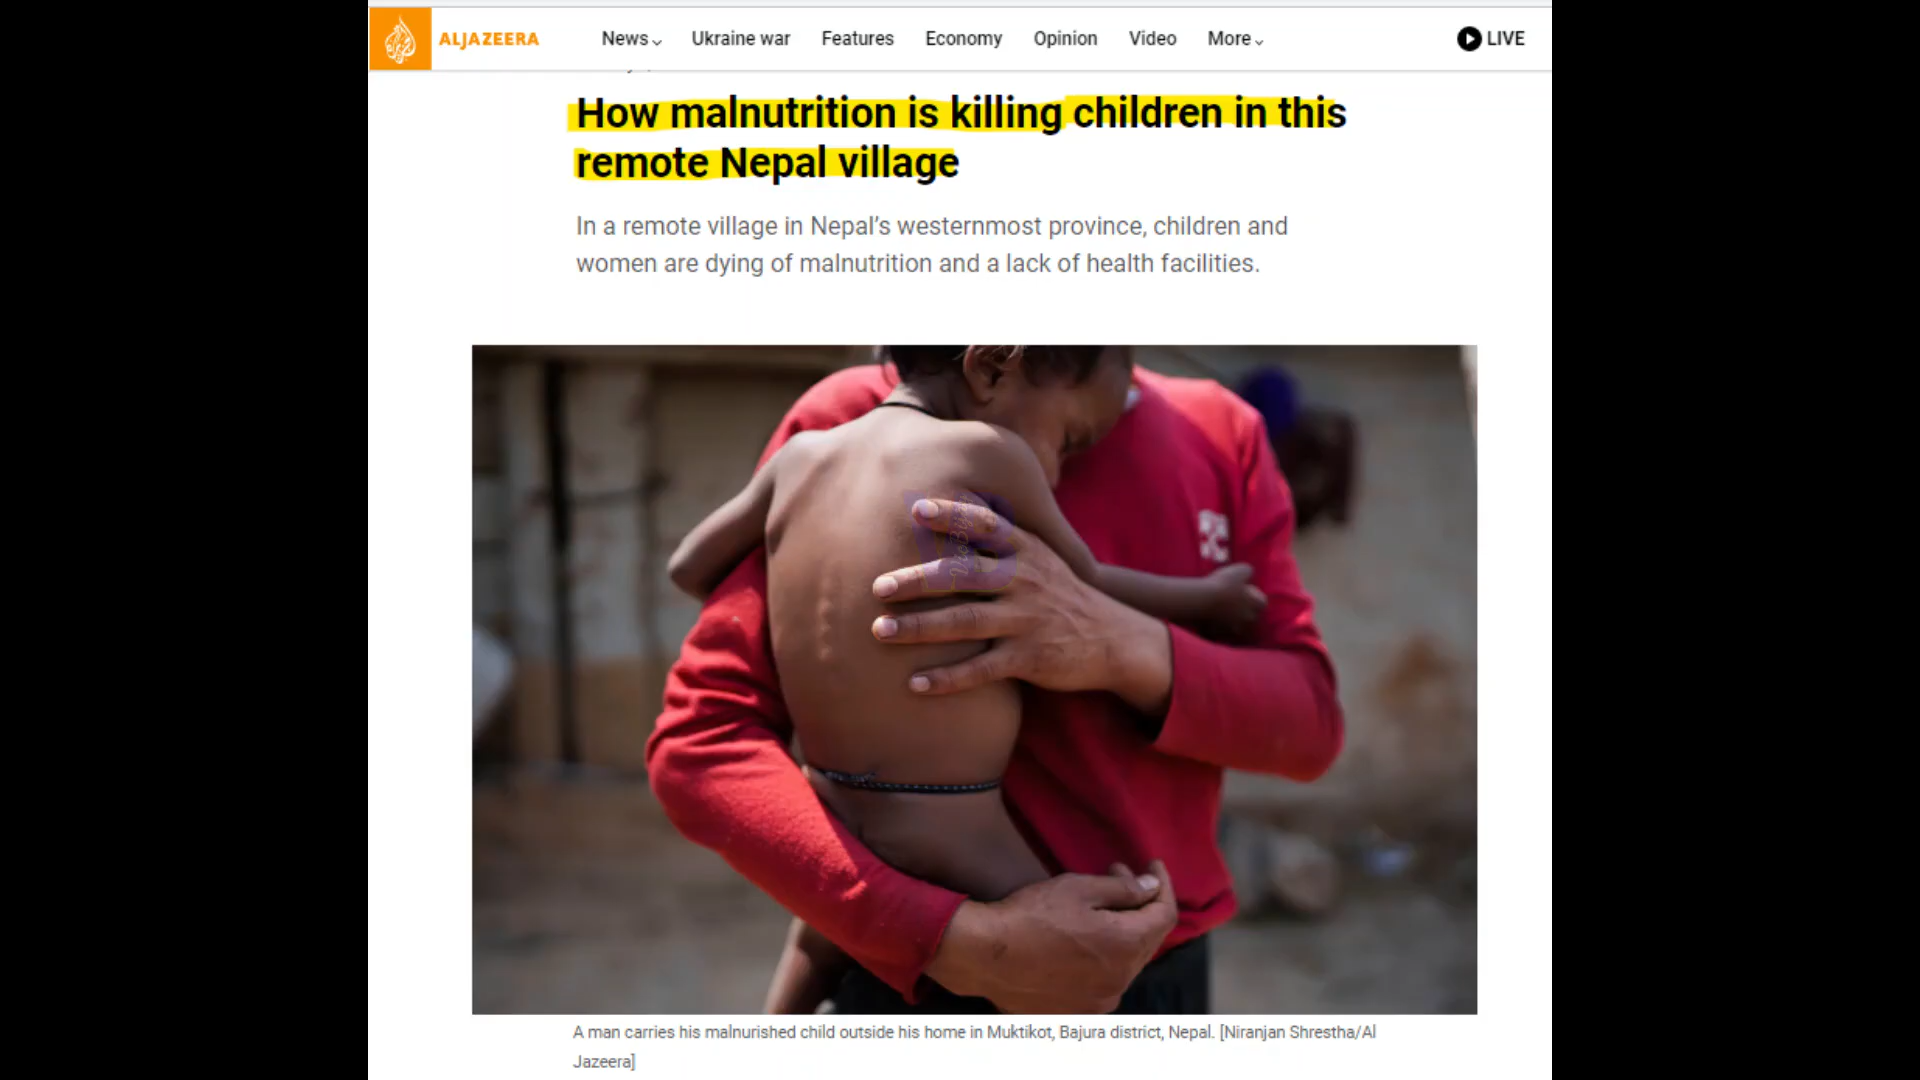 ALJAZEERA
News
Ukraine war
Features
Economy
Opinion
Video
More
LIVE
How malnutrition is killing children in this
remote Nepal village
In a remote village in Nepal’s westernmost province, children and
women are dying of malnutrition and a lack of health facilities.
A man carries his malnurished child outside his home in Muktikot, Bajura district, Nepal. [Niranjan Shrestha/Al
Jazeera]